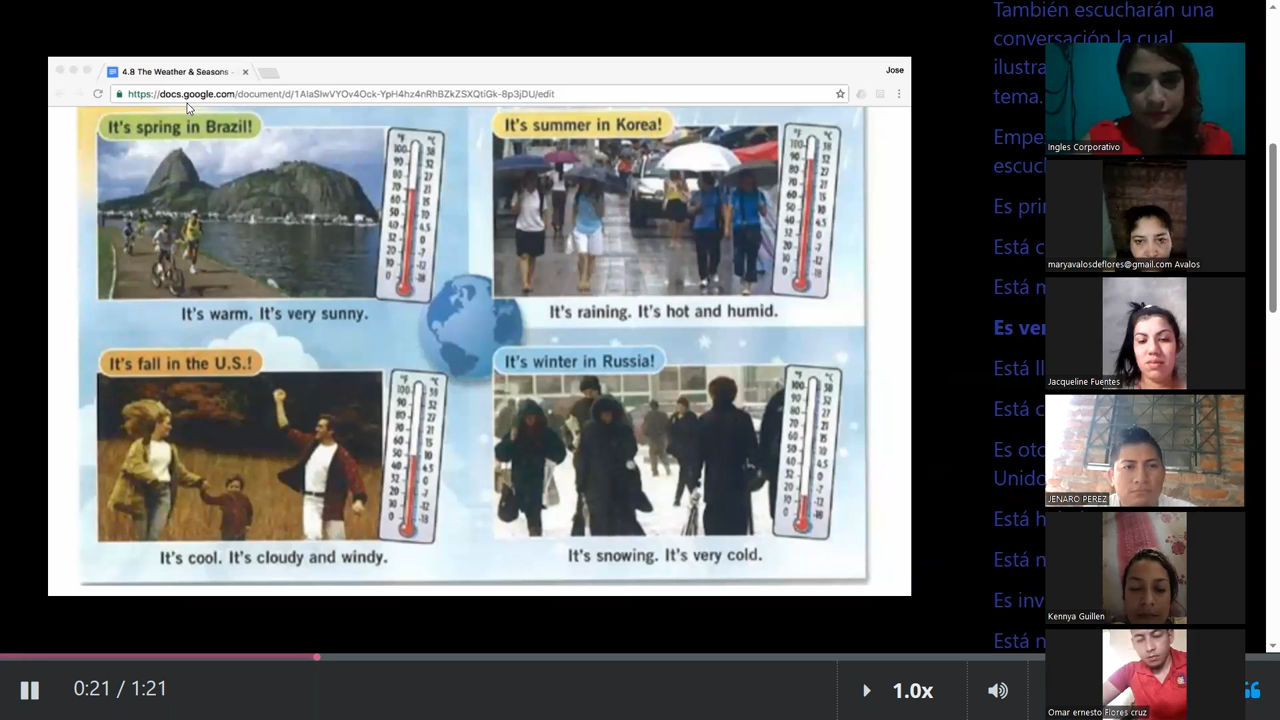 4.8 The Weather & Seasons -
Jose
https://docs.google.com/document/d/1AIaSIwVYOv4Ock-YpH4hz4nRhBZkZSXQtiGk-8p3jDU/edit
It's spring in Brazil!
It's warm. It's very sunny.
It's summer in Korea!
It's raining. It's hot and humid.
It's fall in the U.S.!
It's cool. It's cloudy and windy.
It's winter in Russia!
It's snowing. It's very cold.
También escucharán una
conversación la cual
ilustra
tema.
Empe
escuc
Es pri
Está c
Está m
Es ver
Está ll
Está c
Es oto
Unido
Está h
Está n
Es inv
Está n
Ingles Corporativo
maryavalosdeflores@gmail.com Avalos
Jacqueline Fuentes
JENARO PEREZ
Kennya Guillen
Omar ernesto Flores cruz
0:21 / 1:21
1.0x